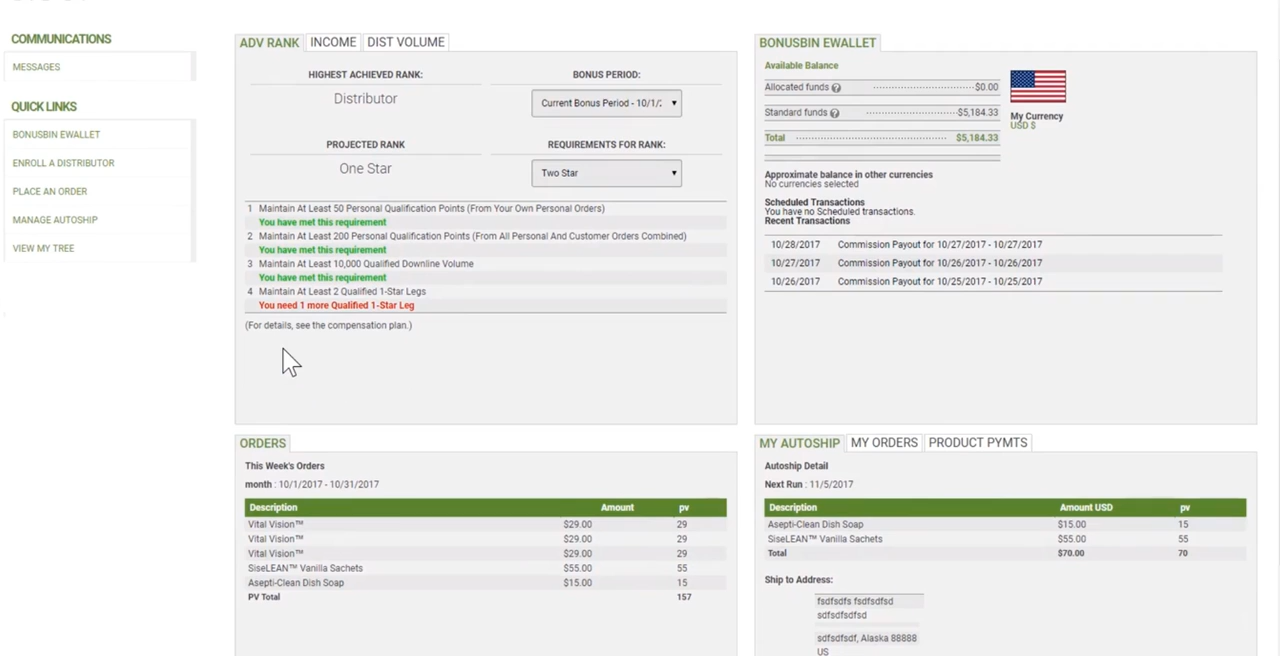 COMMUNICATIONS
MESSAGES
QUICK LINKS
BONUSBIN EWALLET
ENROLL A DISTRIBUTOR
PLACE AN ORDER
MANAGE AUTOSHIP
VIEW MY TREE
ADV RANK INCOME DIST VOLUME
HIGHEST ACHIEVED RANK: BONUS PERIOD:
Distributor Current Bonus Period - 10/1/
PROJECTED RANK REQUIREMENTS FOR RANK:
One Star Two Star
1 Maintain At Least 50 Personal Qualification Points (From Your Own Personal Orders)
You have met this requirement
2 Maintain At Least 200 Personal Qualification Points (From All Personal And Customer Orders Combined)
You have met this requirement
3 Maintain At Least 10,000 Qualified Downline Volume
You have met this requirement
4 Maintain At Least 2 Qualified 1-Star Legs
You need 1 more Qualified 1-Star Leg
(For details, see the compensation plan.)
BONUSBIN EWALLET
Available Balance
Allocated funds ? $0.00
Standard funds ? $5,184.33
Total $5,184.33
My Currency
USD $
Approximate balance in other currencies
No currencies selected
Scheduled Transactions
You have no Scheduled transactions.
Recent Transactions
10/28/2017 Commission Payout for 10/27/2017 - 10/27/2017
10/27/2017 Commission Payout for 10/26/2017 - 10/26/2017
10/26/2017 Commission Payout for 10/25/2017 - 10/25/2017
ORDERS
This Week's Orders
month : 10/1/2017 - 10/31/2017
Description Amount pv
Vital Vision™ $29.00 29
Vital Vision™ $29.00 29
Vital Vision™ $29.00 29
SiseLEAN™ Vanilla Sachets $55.00 55
Asepti-Clean Dish Soap $15.00 15
PV Total 157
MY AUTOSHIP MY ORDERS PRODUCT PYMTS
Autoship Detail
Next Run : 11/5/2017
Description Amount USD pv
Asepti-Clean Dish Soap $15.00 15
SiseLEAN™ Vanilla Sachets $55.00 55
Total $70.00 70
Ship to Address:
fsdfsdfs fsdfsdfsd
sdfsdfsdfsd
sdfsdfsdf, Alaska 88888
US